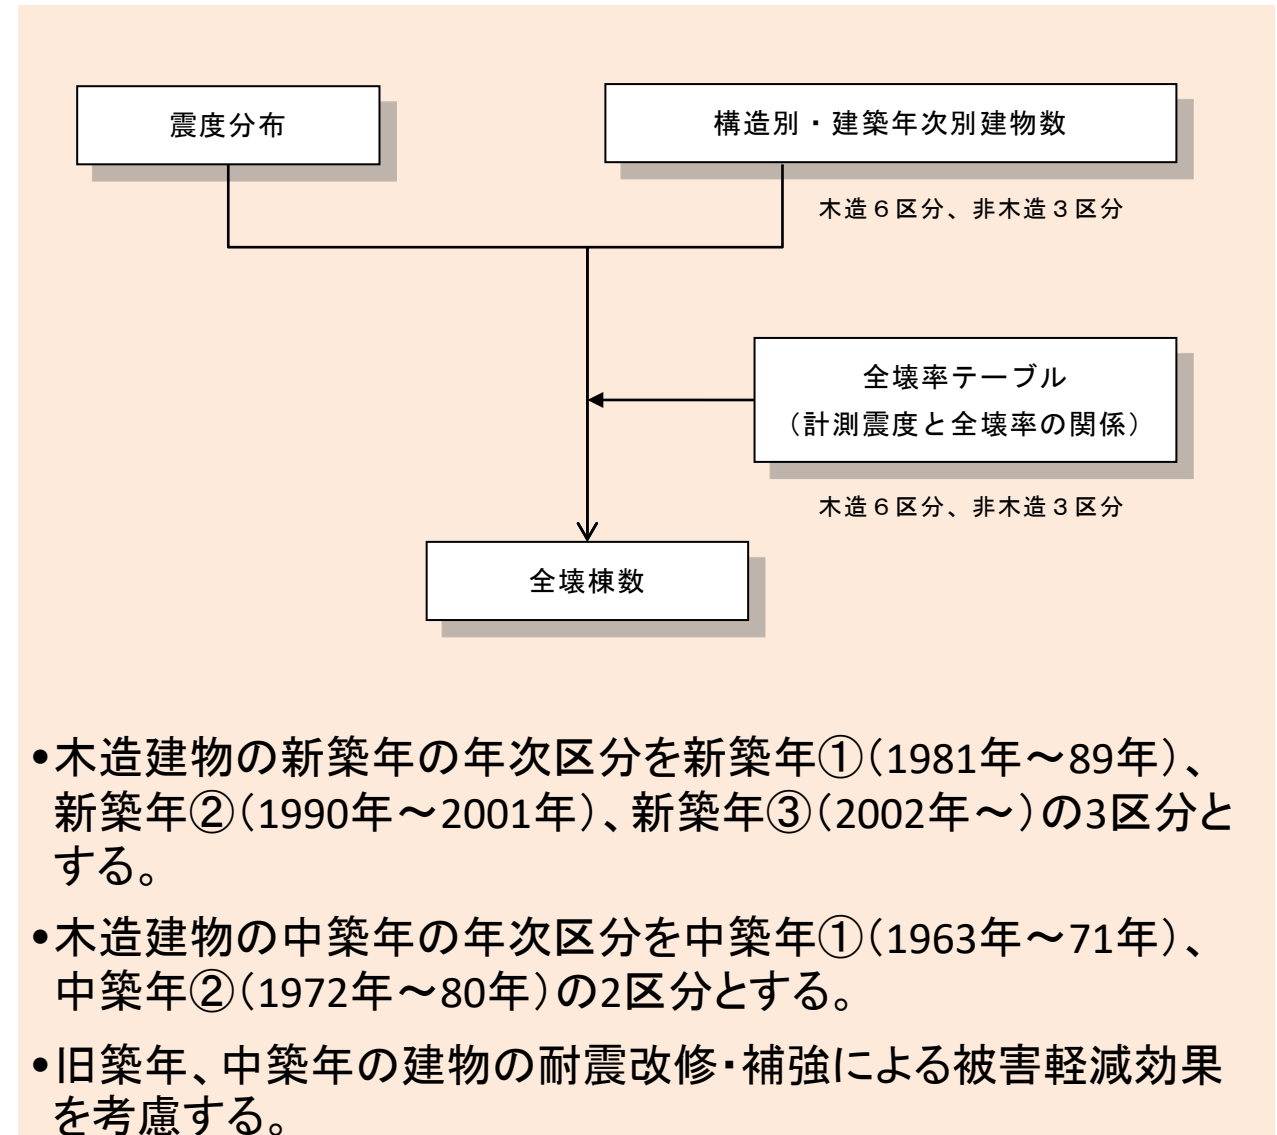 震度分布
構造別・建築年次別建物数
木造６区分、非木造３区分
全壊率テーブル
（計測震度と全壊率の関係）
木造６区分、非木造３区分
全壊棟数
•木造建物の新築年の年次区分を新築年①（1981年～89年）、
新築年②（1990年～2001年）、新築年③（2002年～）の3区分と
する。
•木造建物の中築年の年次区分を中築年①（1963年～71年）、
中築年②（1972年～80年）の2区分とする。
•旧築年、中築年の建物の耐震改修・補強による被害軽減効果
を考慮する。